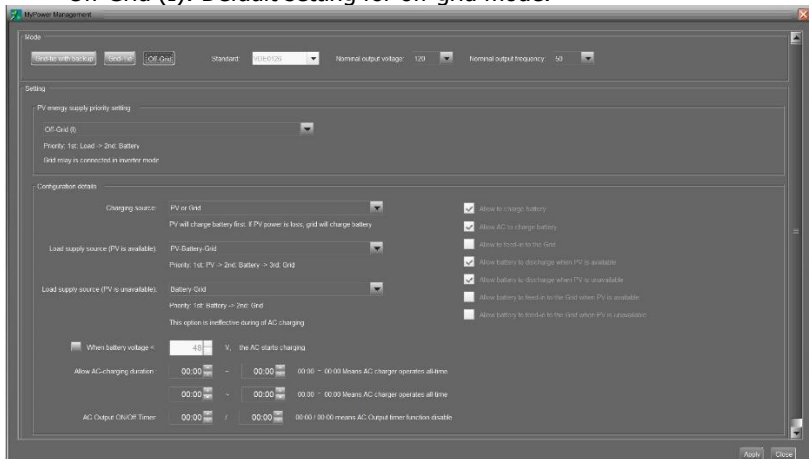 Off-Grid (I): Default setting for off-grid mode.
MyPower Management
Mode
Grid-tie with backup Grid-Tie Off-Grid Standard: VDE0126 Nominal output voltage: 120 Nominal output frequency: 50
Setting
PV energy supply priority setting
Off-Grid (I)
Priority: 1st: Load -> 2nd: Battery
Grid relay is connected in inverter mode
Configuration details
Charging source: PV or Grid
PV will charge battery first. If PV power is loss, grid will charge battery
Load supply source (PV is available): PV-Battery-Grid
Priority: 1st: PV -> 2nd: Battery -> 3rd: Grid
Load supply source (PV is unavailable): Battery-Grid
Priority: 1st: Battery -> 2nd: Grid
This option is ineffective during of AC charging
When battery voltage < 48 V, the AC starts charging
Allow AC-charging duration : 00:00 ~ 00:00 00:00 ~ 00:00 Means AC charger operates all-time
00:00 ~ 00:00 00:00 ~ 00:00 Means AC charger operates all-time
AC Output ON/Off Timer: 00:00 / 00:00 00:00 / 00:00 means AC Output timer function disable
Allow to charge battery
Allow AC to charge battery
Allow to feed-in to the Grid
Allow battery to discharge when PV is available
Allow battery to discharge when PV is unavailable
Allow battery to feed-in to the Grid when PV is available
Allow battery to feed-in to the Grid when PV is unavailable
Apply Close